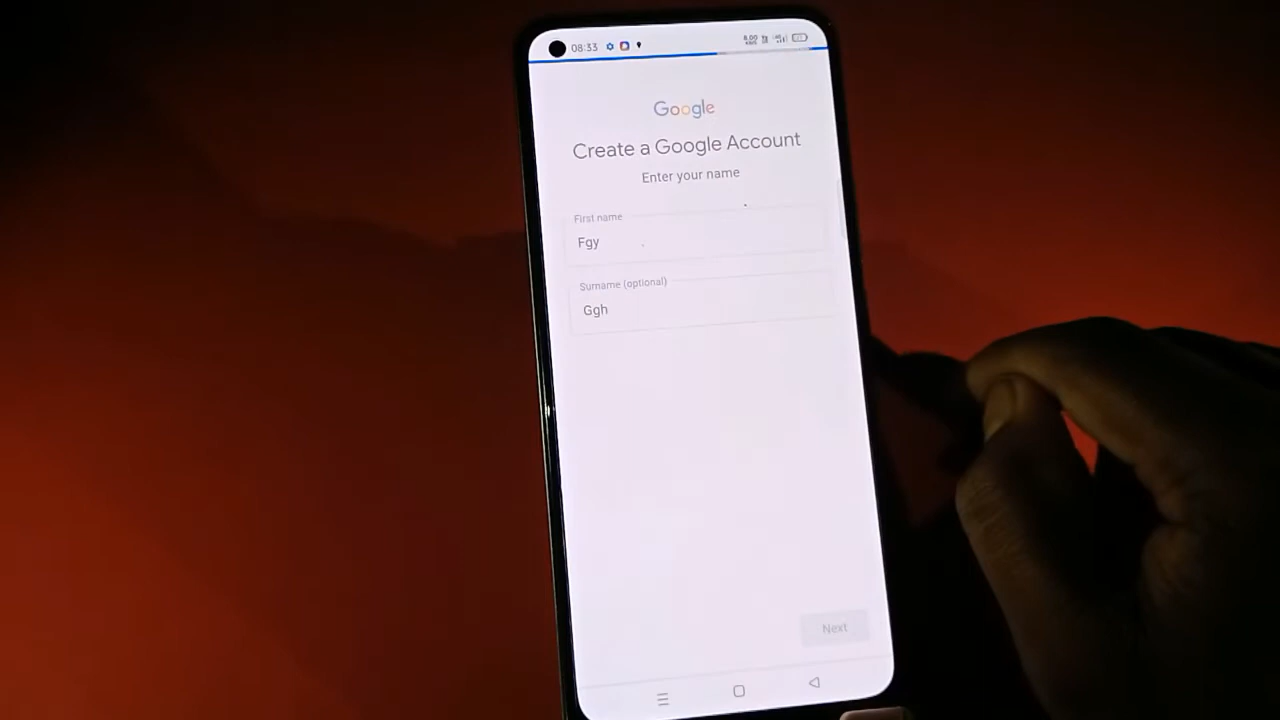 08:33
Google
Create a Google Account
Enter your name
First name
Fgy
Surname (optional)
Ggh
Next